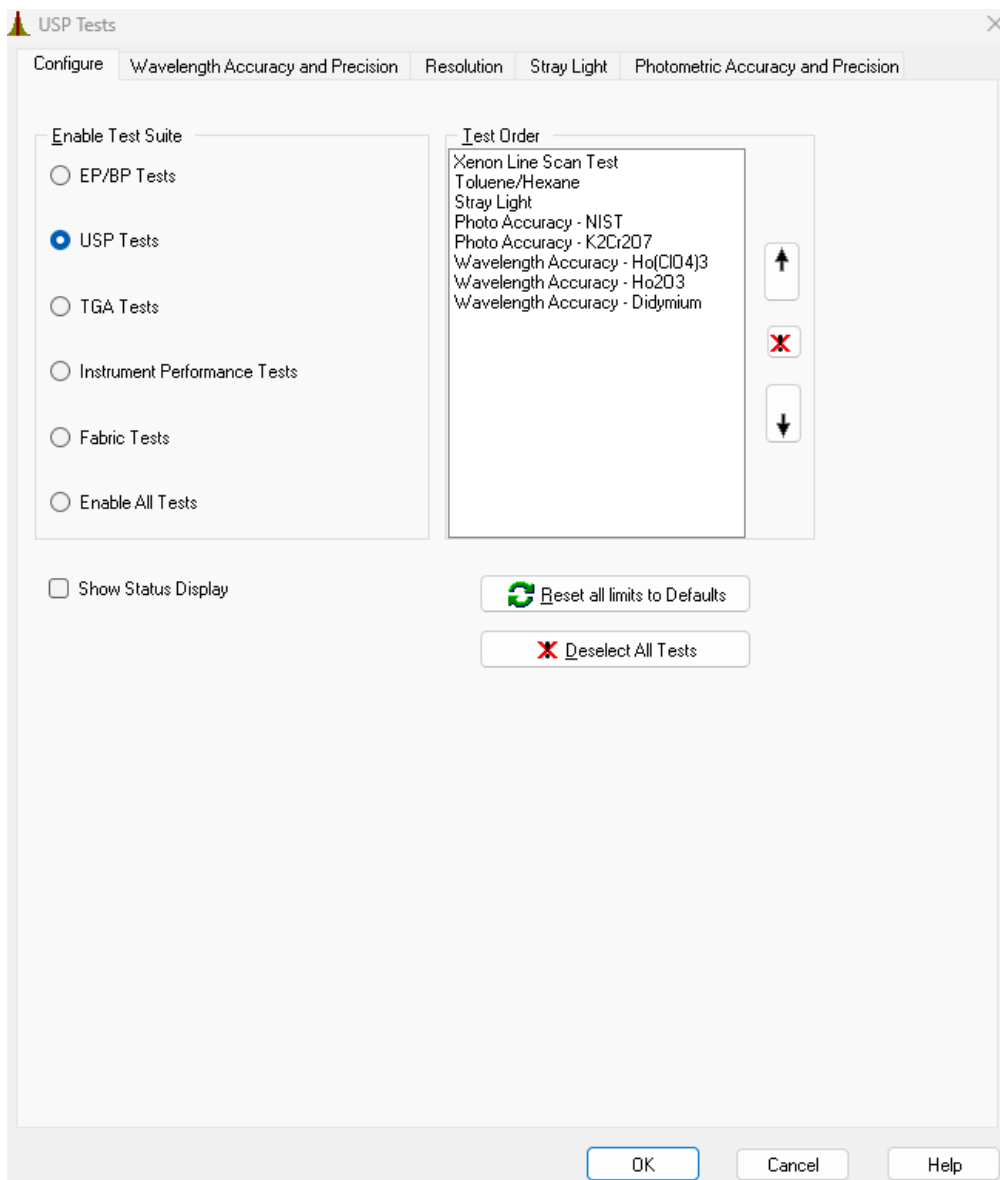 USP Tests
Configure
Wavelength Accuracy and Precision
Resolution
Stray Light
Photometric Accuracy and Precision
Enable Test Suite
EP/BP Tests
USP Tests
TGA Tests
Instrument Performance Tests
Fabric Tests
Enable All Tests
Test Order
Xenon Line Scan Test
Toluene/Hexane
Stray Light
Photo Accuracy - NIST
Photo Accuracy - K2Cr2O7
Wavelength Accuracy - Ho(ClO4)3
Wavelength Accuracy - Ho2O3
Wavelength Accuracy - Didymium
Show Status Display
Reset all limits to Defaults
Deselect All Tests
OK
Cancel
Help